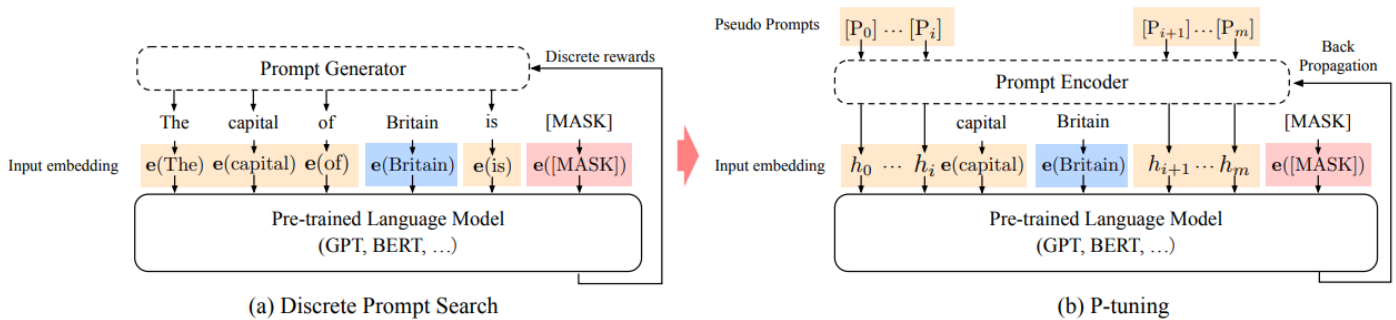 Prompt Generator
Discrete rewards
The capital of Britain is [MASK]
Input embedding e(The) e(capital) e(of) e(Britain) e(is) e([MASK])
Pre-trained Language Model
(GPT, BERT, …)
(a) Discrete Prompt Search
Pseudo Prompts [P₀] ⋯ [Pᵢ] [Pᵢ₊₁] ⋯ [Pₘ]
Back
Propagation
Prompt Encoder
capital Britain [MASK]
Input embedding h₀ ⋯ hᵢ e(capital) e(Britain) hᵢ₊₁ ⋯ hₘ e([MASK])
Pre-trained Language Model
(GPT, BERT, …)
(b) P-tuning